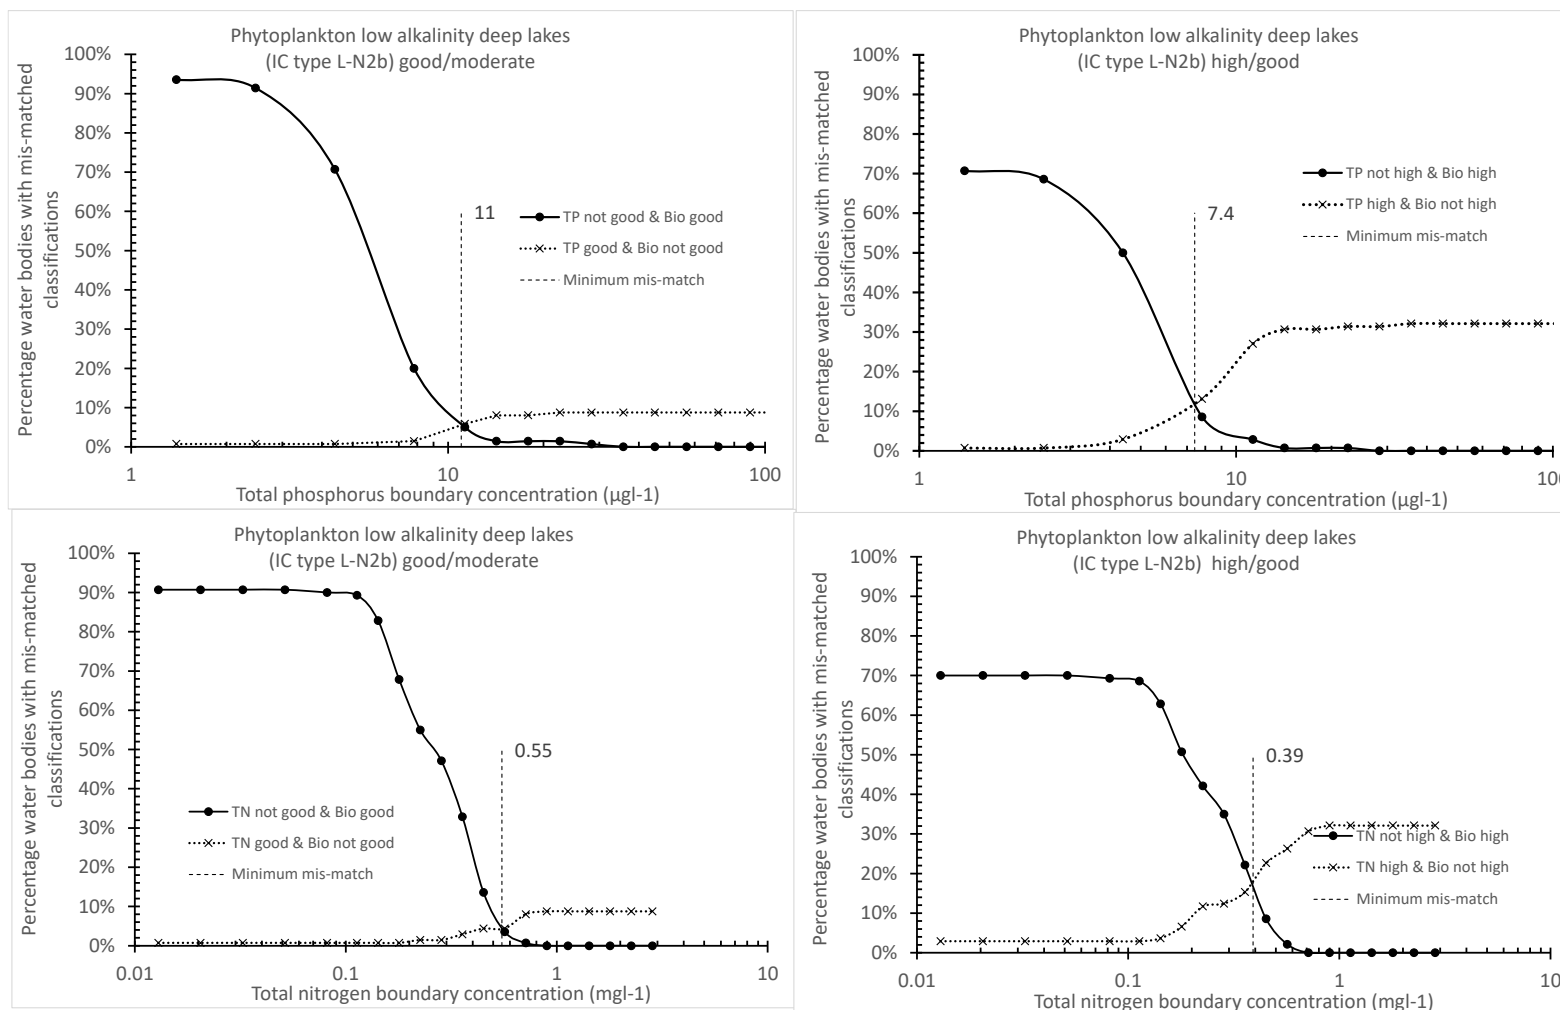 Phytoplankton low alkalinity deep lakes
(IC type L-N2b) good/moderate
Percentage water bodies with mis-matched
classifications
100%
90%
80%
70%
60%
50%
40%
30%
20%
10%
0%
11
TP not good & Bio good
TP good & Bio not good
Minimum mis-match
1
10
100
Total phosphorus boundary concentration (µgl-1)
Phytoplankton low alkalinity deep lakes
(IC type L-N2b) high/good
Percentage water bodies with mis-matched
classifications
100%
90%
80%
70%
60%
50%
40%
30%
20%
10%
0%
7.4
TP not high & Bio high
TP high & Bio not high
Minimum mis-match
1
10
100
Total phosphorus boundary concentration (µgl-1)
Phytoplankton low alkalinity deep lakes
(IC type L-N2b) good/moderate
Percentage water bodies with mis-matched
classifications
100%
90%
80%
70%
60%
50%
40%
30%
20%
10%
0%
0.55
TN not good & Bio good
TN good & Bio not good
Minimum mis-match
0.01
0.1
1
10
Total nitrogen boundary concentration (mgl-1)
Phytoplankton low alkalinity deep lakes
(IC type L-N2b) high/good
Percentage water bodies with mis-matched
classifications
100%
90%
80%
70%
60%
50%
40%
30%
20%
10%
0%
0.39
TN not high & Bio high
TN high & Bio not high
Minimum mis-match
0.01
0.1
1
10
Total nitrogen boundary concentration (mgl-1)